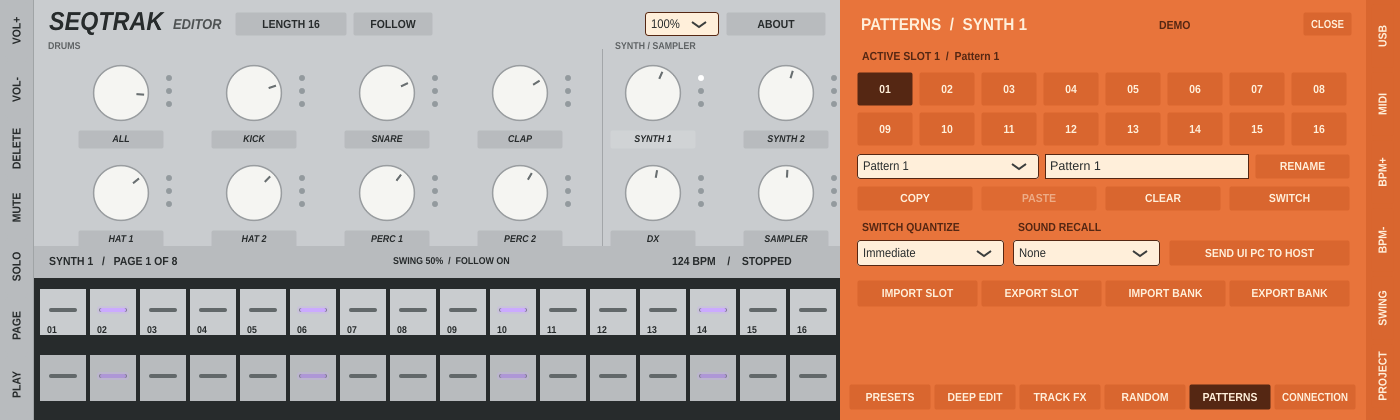 VOL+
VOL-
DELETE
MUTE
SOLO
PAGE
PLAY
SEQTRAK EDITOR LENGTH 16 FOLLOW 100% ABOUT
DRUMS SYNTH / SAMPLER
ALL KICK SNARE CLAP SYNTH 1 SYNTH 2
HAT 1 HAT 2 PERC 1 PERC 2 DX SAMPLER
SYNTH 1 / PAGE 1 OF 8 SWING 50% / FOLLOW ON 124 BPM / STOPPED
01 02 03 04 05 06 07 08 09 10 11 12 13 14 15 16
PATTERNS / SYNTH 1 DEMO CLOSE
ACTIVE SLOT 1 / Pattern 1
01 02 03 04 05 06 07 08
09 10 11 12 13 14 15 16
Pattern 1 Pattern 1 RENAME
COPY PASTE CLEAR SWITCH
SWITCH QUANTIZE SOUND RECALL
Immediate None SEND UI PC TO HOST
IMPORT SLOT EXPORT SLOT IMPORT BANK EXPORT BANK
PRESETS DEEP EDIT TRACK FX RANDOM PATTERNS CONNECTION
USB
MIDI
BPM+
BPM-
SWING
PROJECT